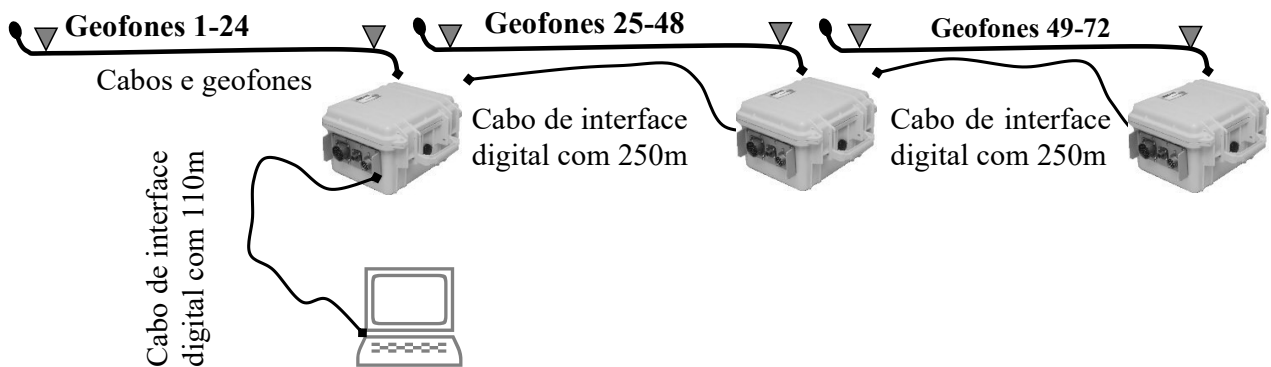 Geofones 1-24
Geofones 25-48
Geofones 49-72
Cabos e geofones
Cabo de interface
digital com 250m
Cabo de interface
digital com 250m
Cabo de interface
digital com 110m